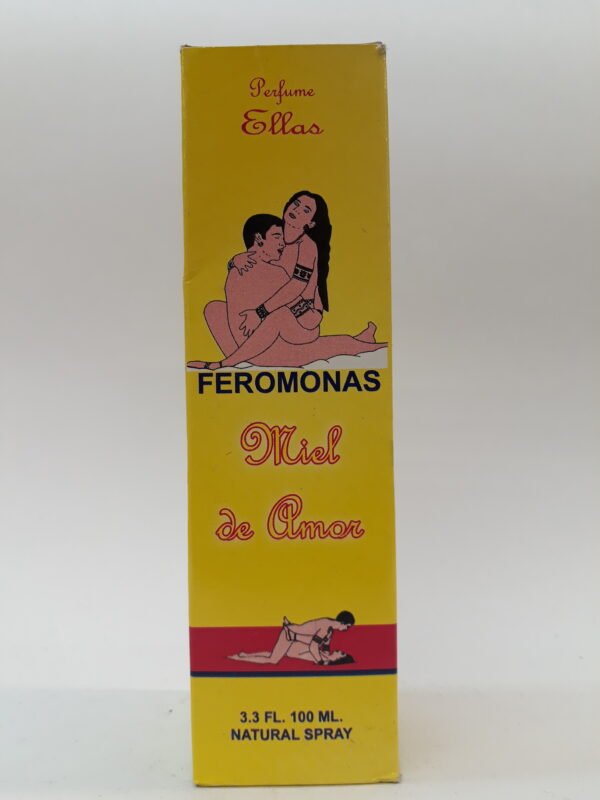 Perfume
Ellas
FEROMONAS
Miel
de Amor
3.3 FL. 100 ML.
NATURAL SPRAY